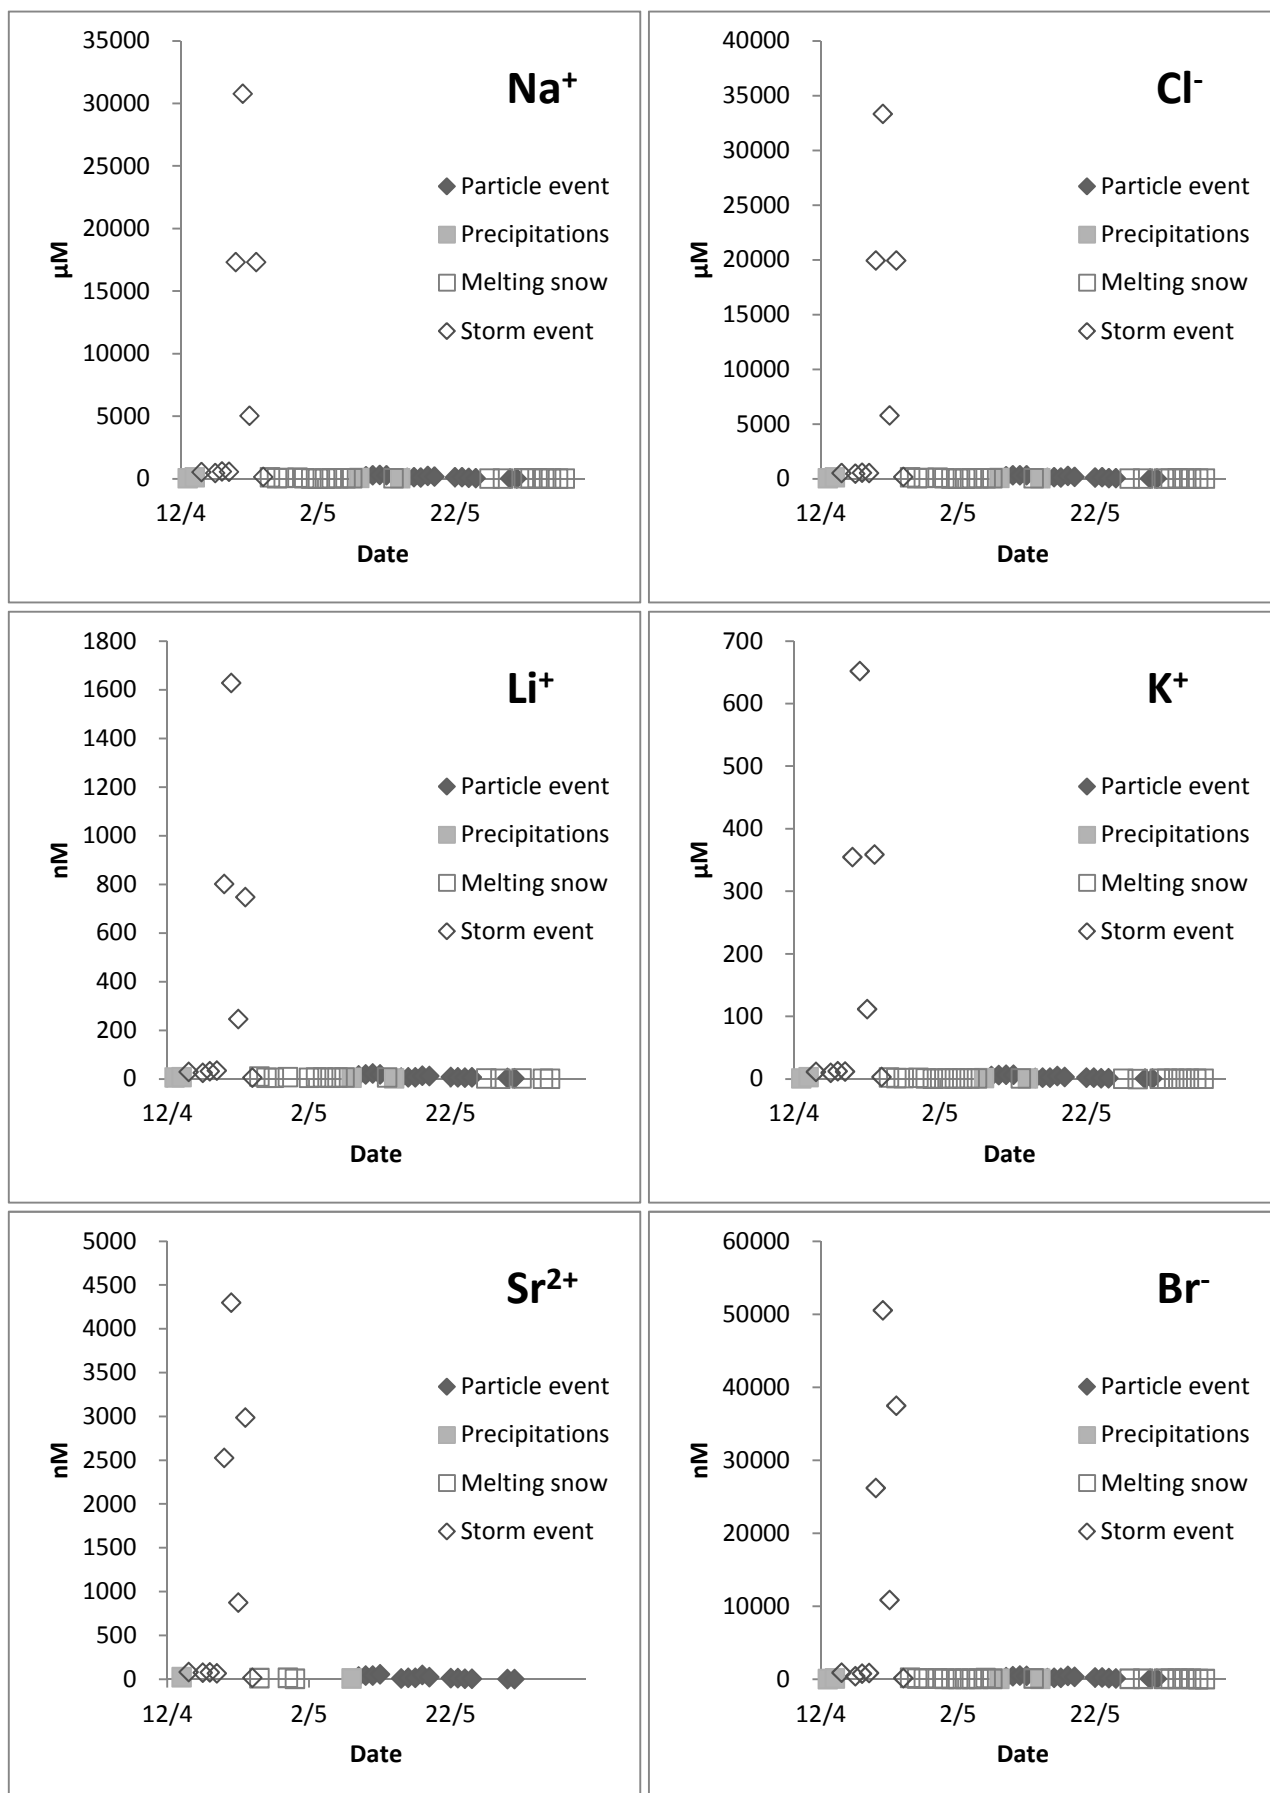 35000
30000
25000
20000
15000
10000
5000
0
µM
Na⁺
Particle event
Precipitations
Melting snow
Storm event
12/4 2/5 22/5
Date
40000
35000
30000
25000
20000
15000
10000
5000
0
µM
Cl⁻
Particle event
Precipitations
Melting snow
Storm event
12/4 2/5 22/5
Date
1800
1600
1400
1200
1000
800
600
400
200
0
nM
Li⁺
Particle event
Precipitations
Melting snow
Storm event
12/4 2/5 22/5
Date
700
600
500
400
300
200
100
0
µM
K⁺
Particle event
Precipitations
Melting snow
Storm event
12/4 2/5 22/5
Date
5000
4500
4000
3500
3000
2500
2000
1500
1000
500
0
nM
Sr²⁺
Particle event
Precipitations
Melting snow
Storm event
12/4 2/5 22/5
Date
60000
50000
40000
30000
20000
10000
0
nM
Br⁻
Particle event
Precipitations
Melting snow
Storm event
12/4 2/5 22/5
Date